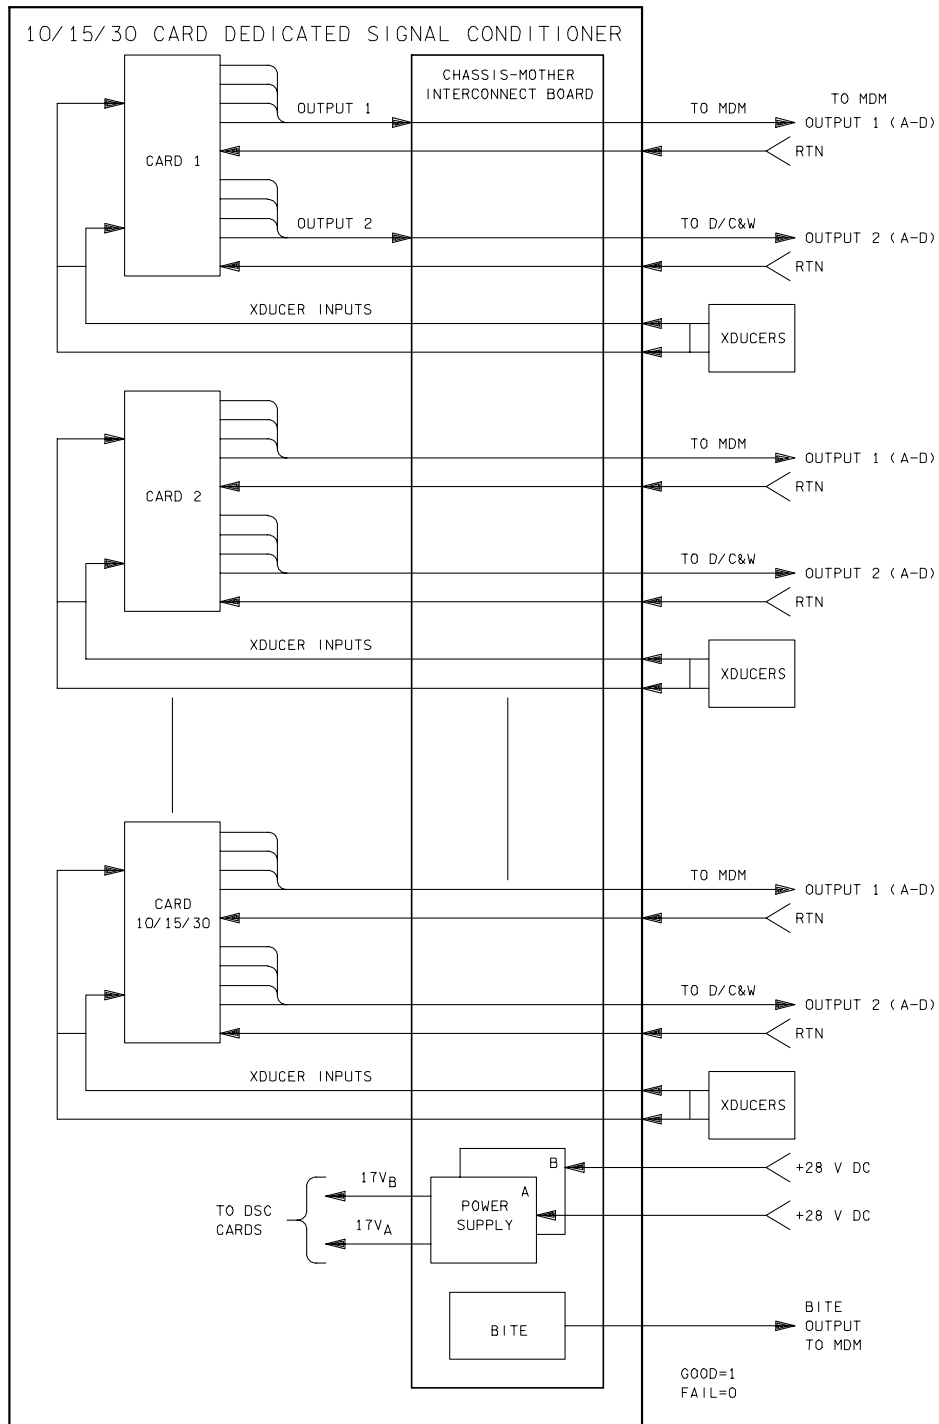 10/15/30 CARD DEDICATED SIGNAL CONDITIONER
CHASSIS-MOTHER
INTERCONNECT BOARD
CARD 1
OUTPUT 1
TO MDM
TO MDM
OUTPUT 1 (A-D)
RTN
OUTPUT 2
TO D/C&W
OUTPUT 2 (A-D)
RTN
XDUCER INPUTS
XDUCERS
CARD 2
TO MDM
OUTPUT 1 (A-D)
RTN
TO D/C&W
OUTPUT 2 (A-D)
RTN
XDUCER INPUTS
XDUCERS
CARD
10/15/30
TO MDM
OUTPUT 1 (A-D)
RTN
TO D/C&W
OUTPUT 2 (A-D)
RTN
XDUCER INPUTS
XDUCERS
TO DSC
CARDS
17VB
17VA
B
A
POWER
SUPPLY
+28 V DC
+28 V DC
BITE
BITE
OUTPUT
TO MDM
GOOD=1
FAIL=0